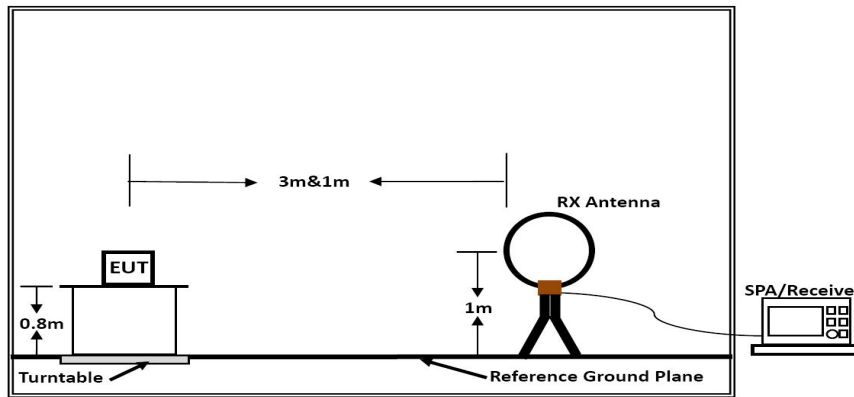 3m&1m
RX Antenna
EUT
SPA/Receive
0.8m
1m
Turntable
Reference Ground Plane